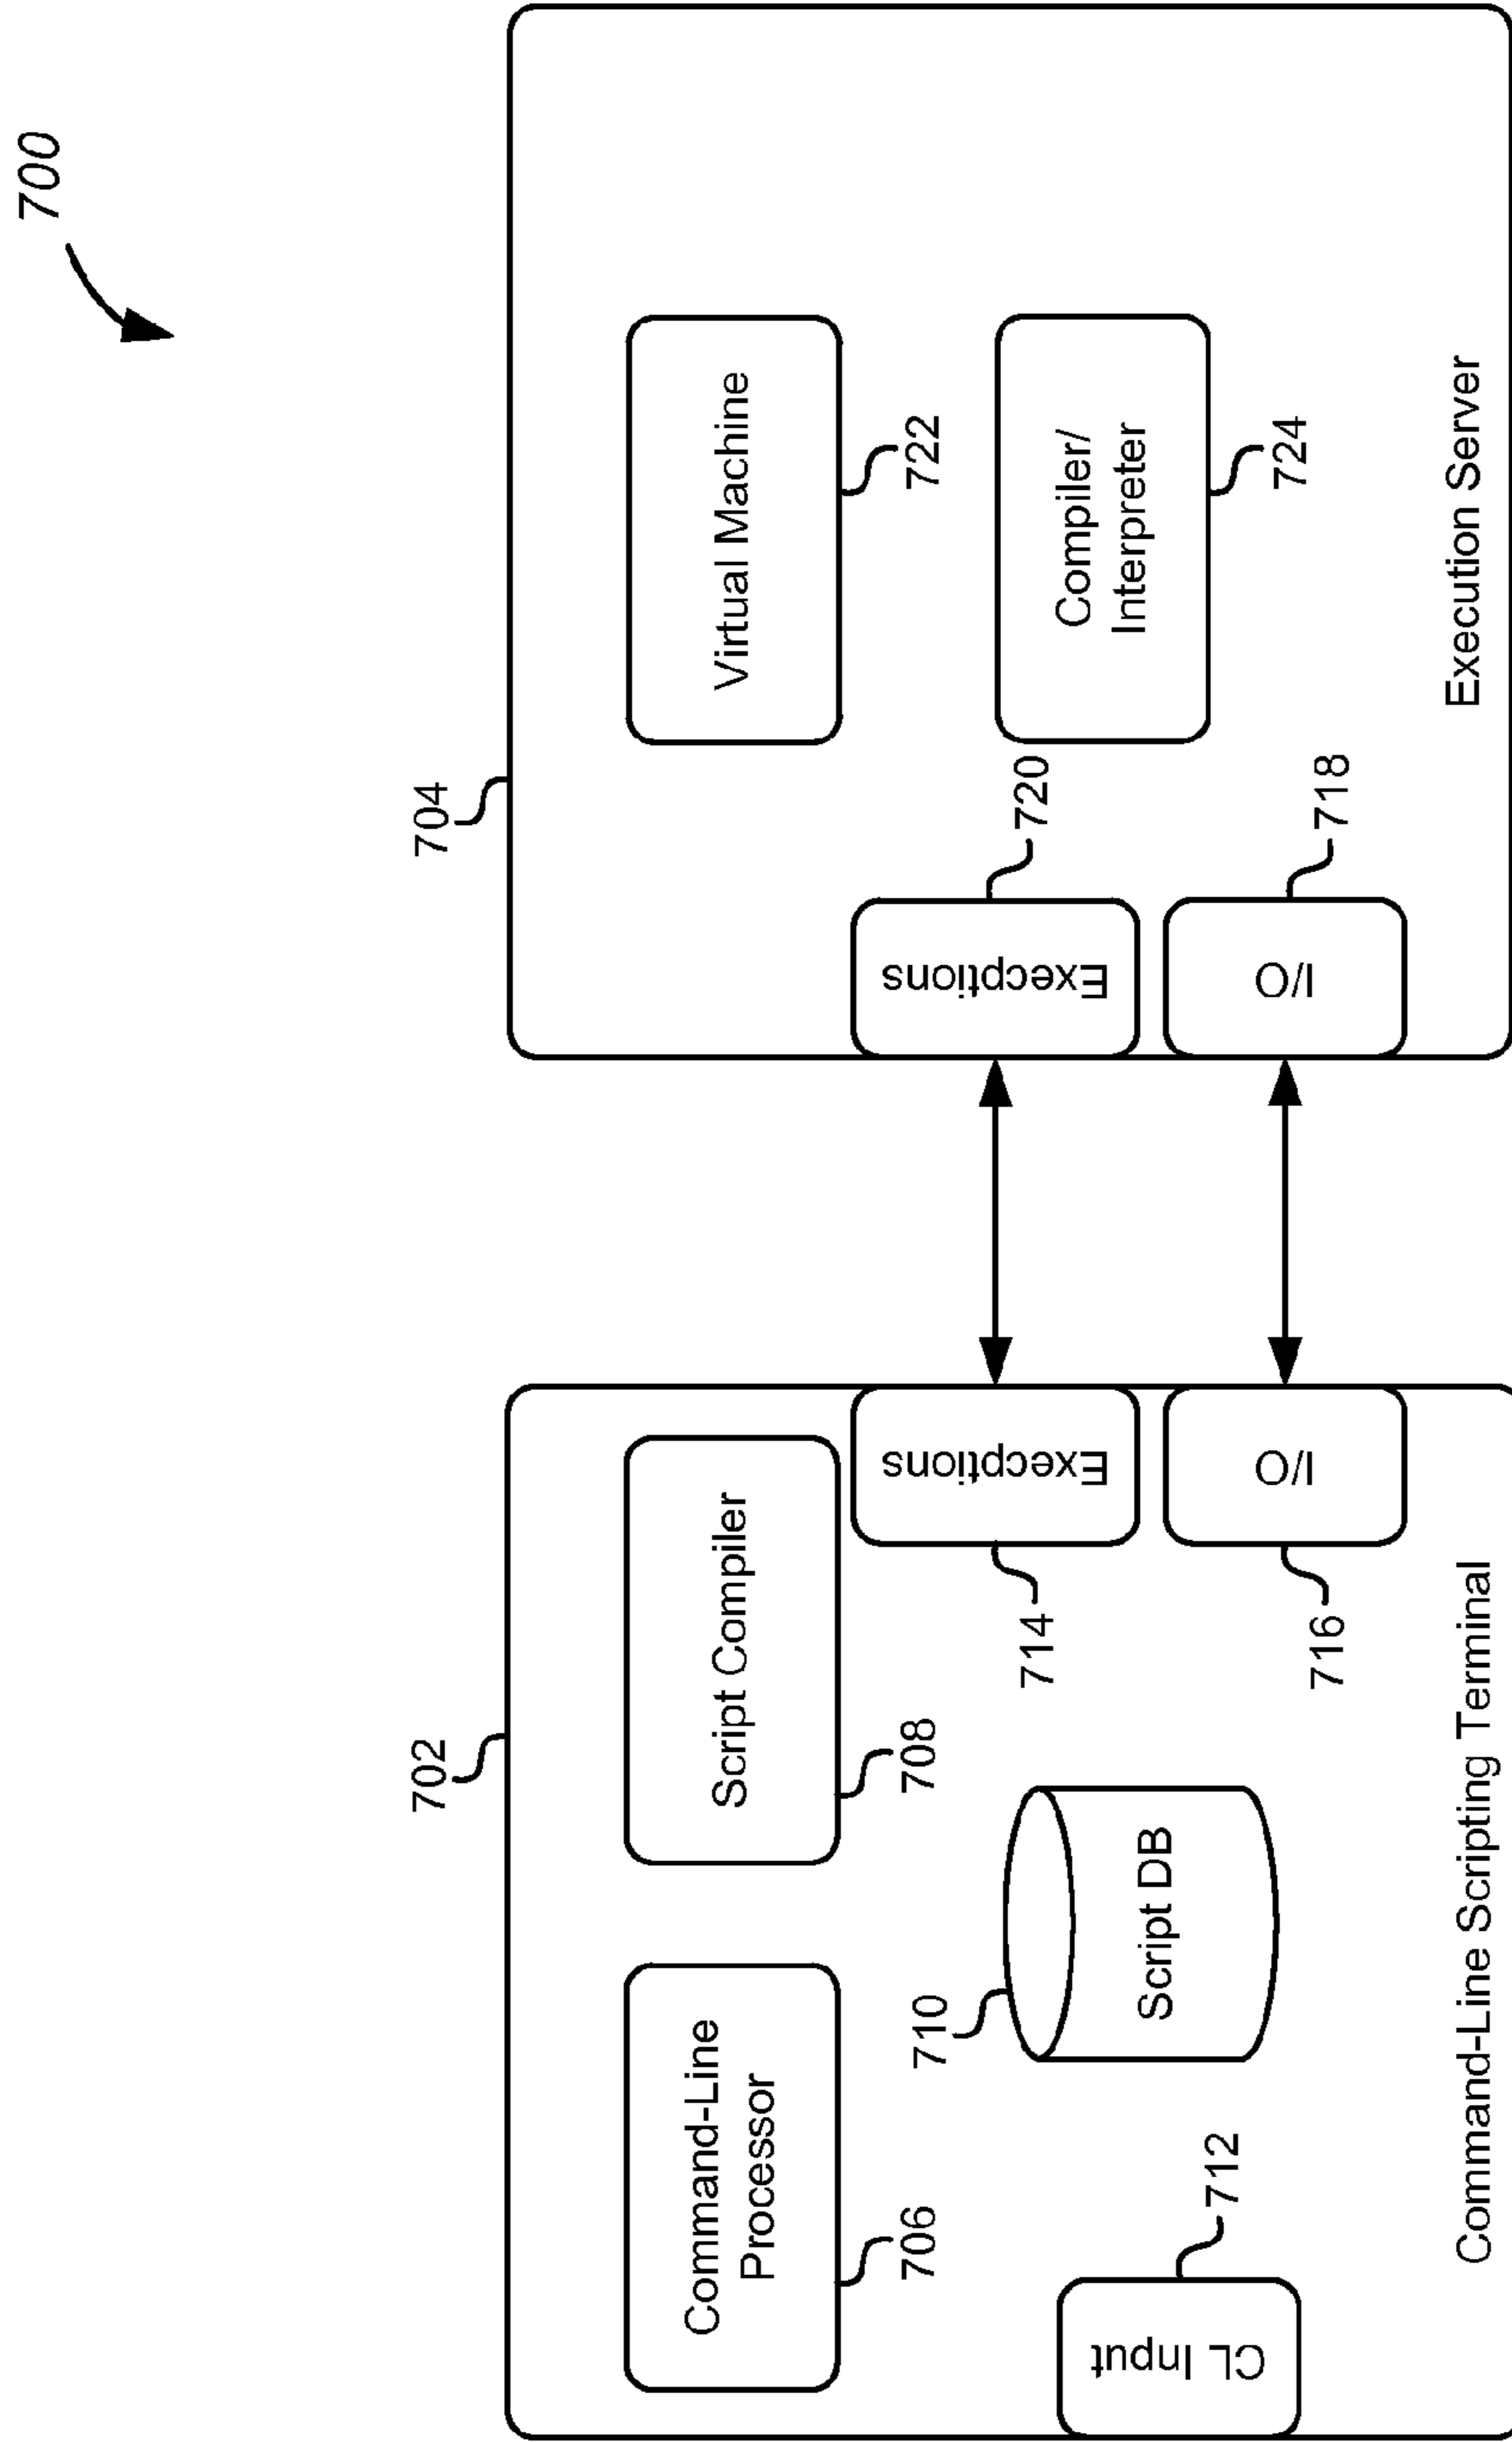 700
702
704
Command-Line
Processor
706
Script Compiler
708
710
Script DB
CL Input
712
Exceptions
714
I/O
716
Command-Line Scripting Terminal
Exceptions
720
I/O
718
Virtual Machine
722
Compiler/
Interpreter
724
Execution Server